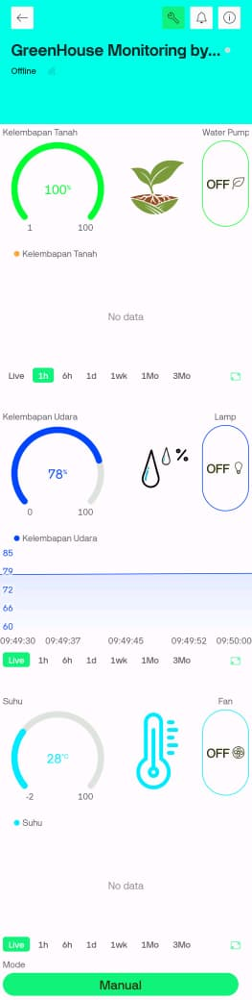 GreenHouse Monitoring by...
Offline
Kelembapan Tanah
Water Pump
100%
OFF
1 100
Kelembapan Tanah
No data
Live 1h 6h 1d 1wk 1Mo 3Mo
Kelembapan Udara
Lamp
%
78%
OFF
0 100
Kelembapan Udara
85
79
72
66
60
09:49:30 09:49:37 09:49:45 09:49:52 09:50:00
Live 1h 6h 1d 1wk 1Mo 3Mo
Suhu
Fan
28°C
OFF
-2 100
Suhu
No data
Live 1h 6h 1d 1wk 1Mo 3Mo
Mode
Manual